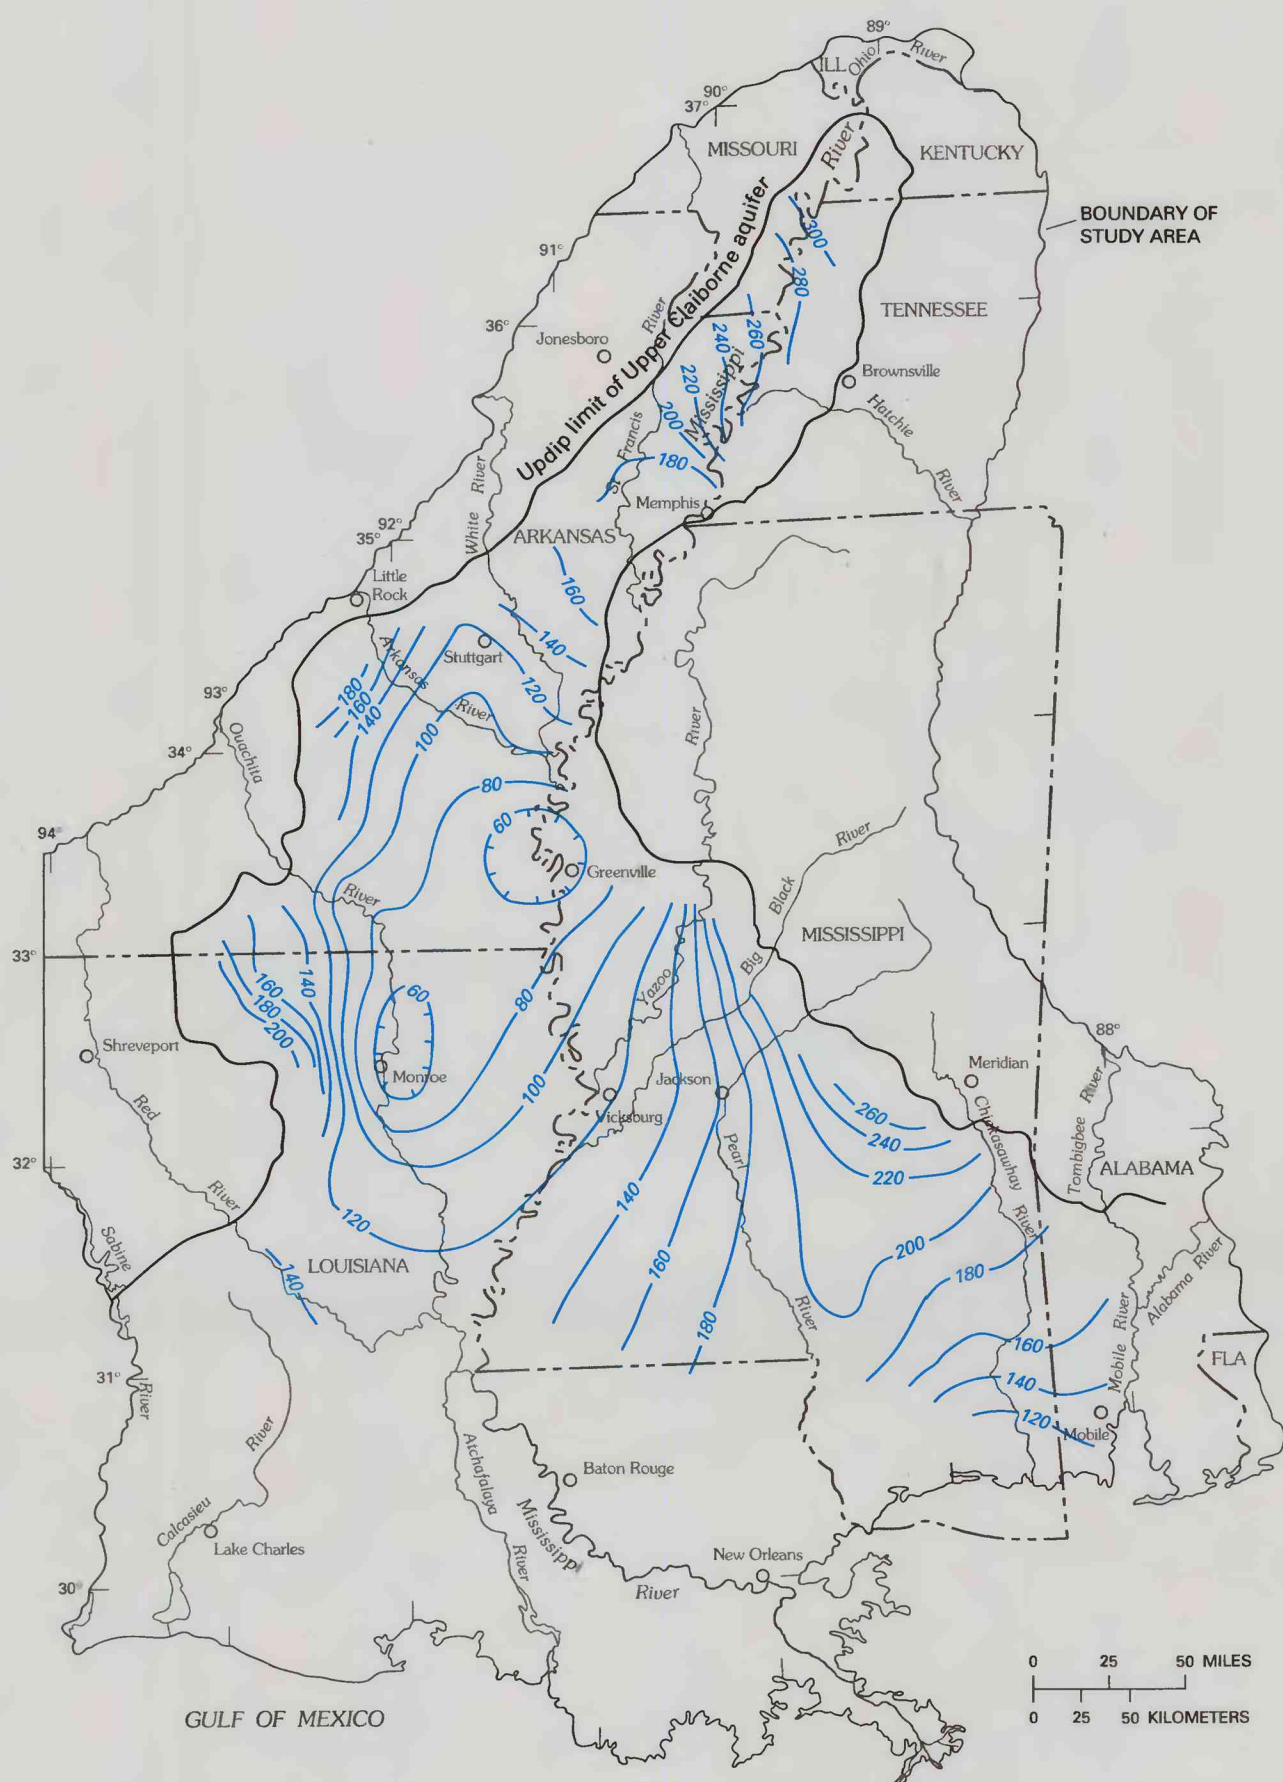 89°
ILL
Ohio
River
90°
37°
MISSOURI
River
KENTUCKY
BOUNDARY OF
STUDY AREA
Updip limit of Upper Claiborne aquifer
300
91°
280
TENNESSEE
36°
River
Jonesboro
240
260
Mississippi
220
Brownsville
200
Hatchie
River
St Francis
180
White River
Memphis
92°
35°
ARKANSAS
Little
Rock
160
140
Arkansas
Stuttgart
180
160
140
120
93°
River
100
River
34°
Ouachita
80
60
94°
River
Greenville
River
Black
MISSISSIPPI
33°
Big
Yazoo
160
140
180
200
60
80
88°
Shreveport
Monroe
100
Jackson
Meridian
Vicksburg
260
240
220
Red
Pearl
Chickasawhay
River
Tombigbee River
ALABAMA
32°
River
120
140
Sabine
LOUISIANA
140
160
180
200
180
Alabama River
River
160
Mobile River
FLA
31°
River
140
120
Mobile
River
Atchafalaya
River
Baton Rouge
Mississippi
Calcasieu
Lake Charles
New Orleans
River
30°
GULF OF MEXICO
0 25 50 MILES
0 25 50 KILOMETERS